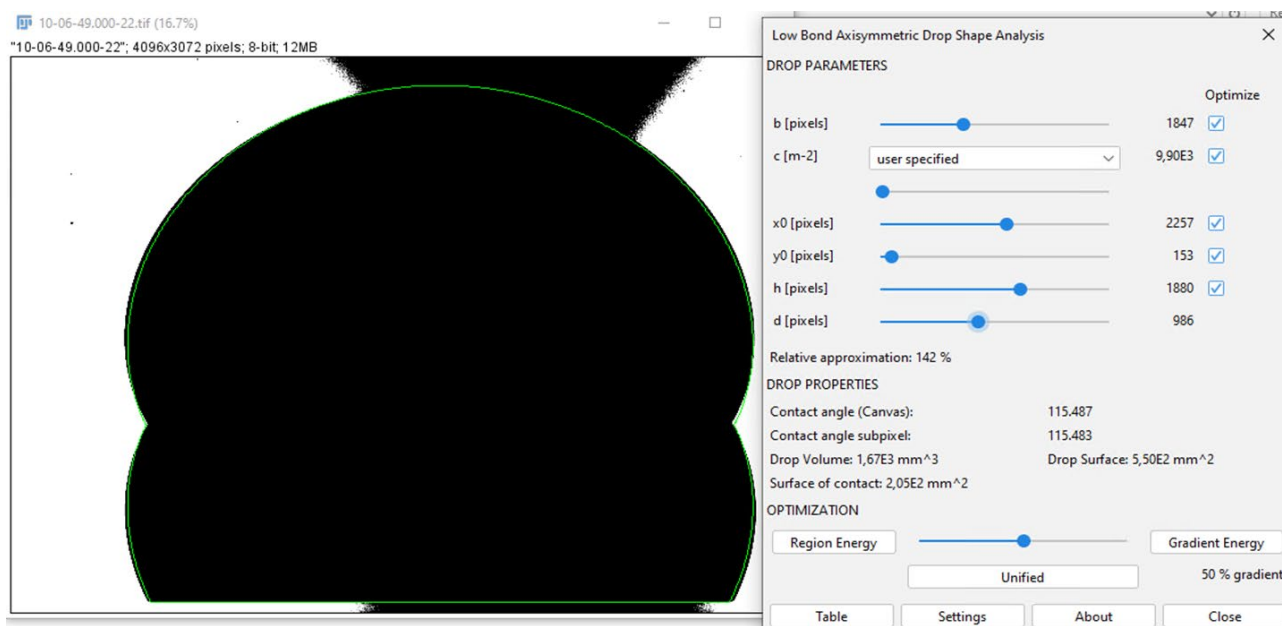 10-06-49.000-22.tif (16.7%)
"10-06-49.000-22"; 4096x3072 pixels; 8-bit; 12MB
Low Bond Axisymmetric Drop Shape Analysis
DROP PARAMETERS
Optimize
b [pixels] 1847
c [m-2] user specified 9,90E3
x0 [pixels] 2257
y0 [pixels] 153
h [pixels] 1880
d [pixels] 986
Relative approximation: 142 %
DROP PROPERTIES
Contact angle (Canvas): 115.487
Contact angle subpixel: 115.483
Drop Volume: 1,67E3 mm^3 Drop Surface: 5,50E2 mm^2
Surface of contact: 2,05E2 mm^2
OPTIMIZATION
Region Energy Gradient Energy
Unified 50 % gradient
Table Settings About Close